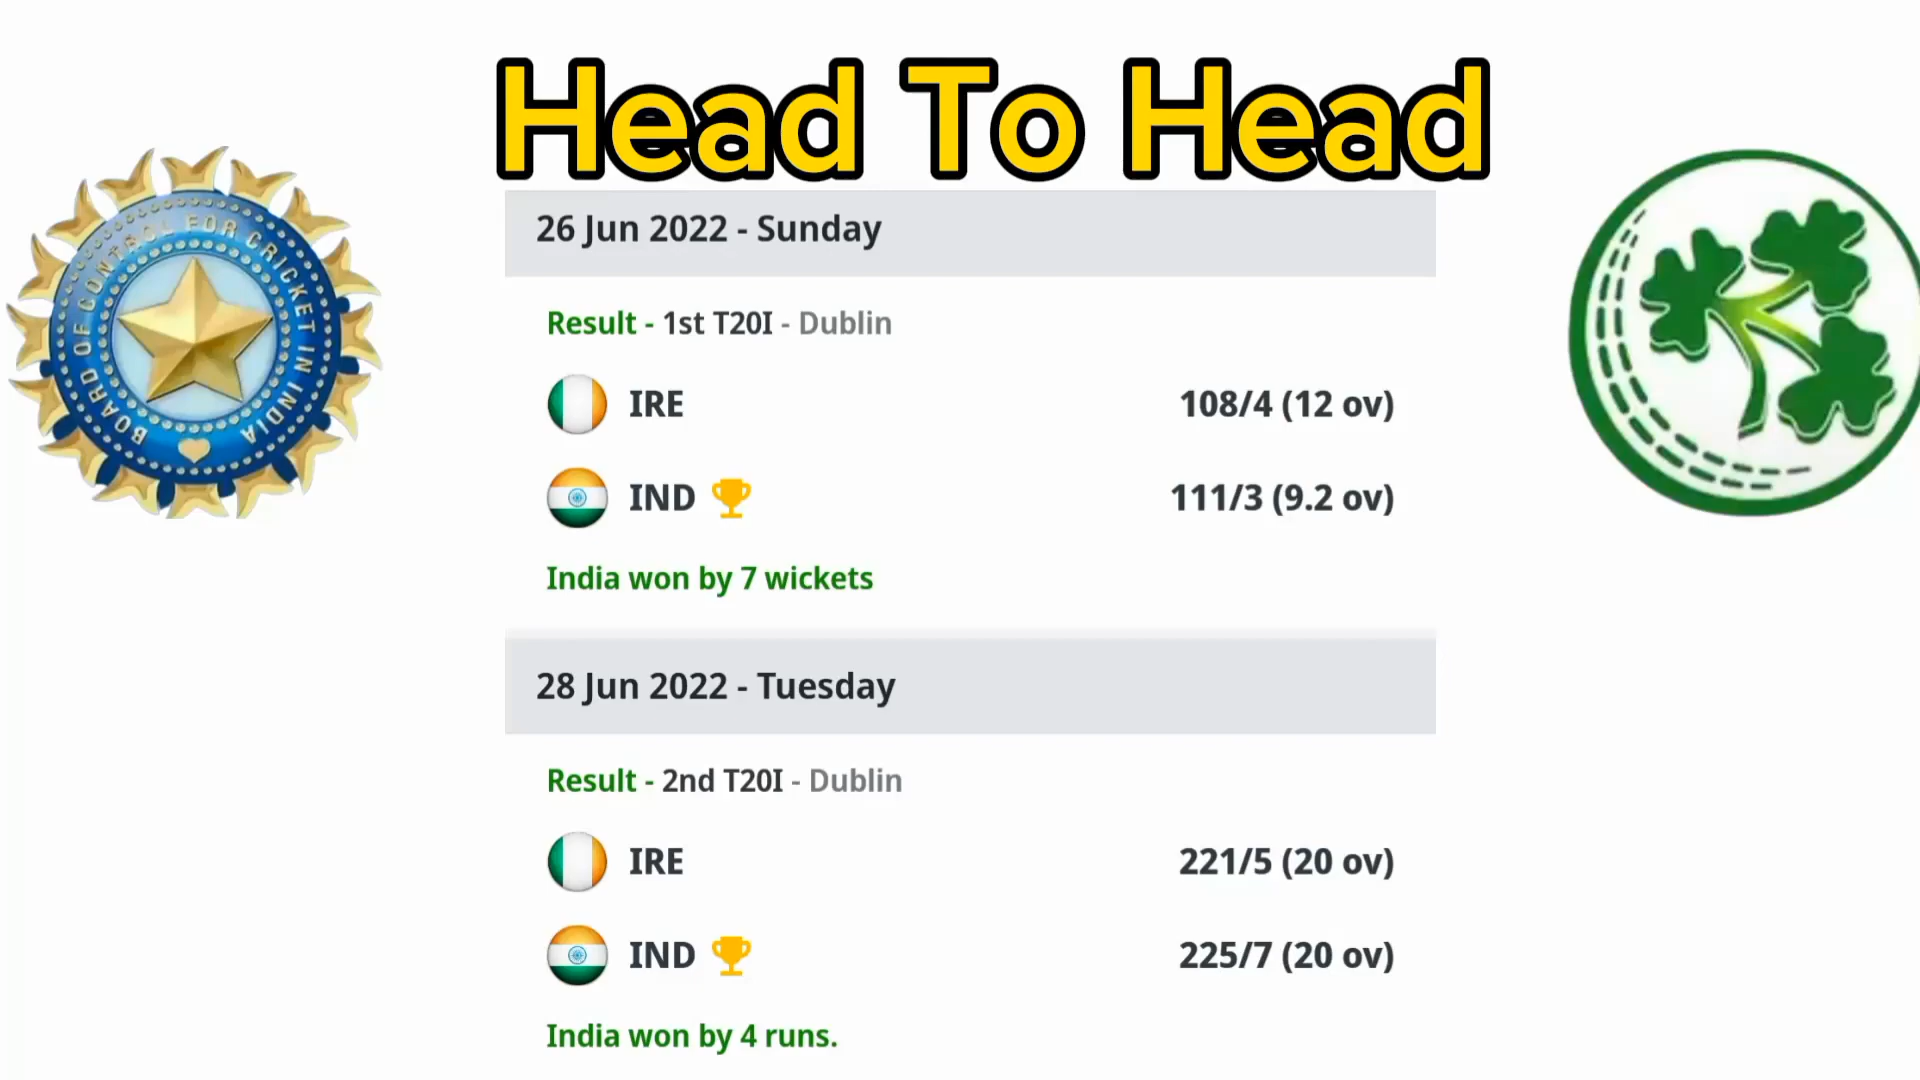 Head To Head
BOARD OF CONTROL FOR CRICKET IN INDIA
26 Jun 2022 - Sunday
Result - 1st T20I - Dublin
IRE 108/4 (12 ov)
IND 111/3 (9.2 ov)
India won by 7 wickets
28 Jun 2022 - Tuesday
Result - 2nd T20I - Dublin
IRE 221/5 (20 ov)
IND 225/7 (20 ov)
India won by 4 runs.